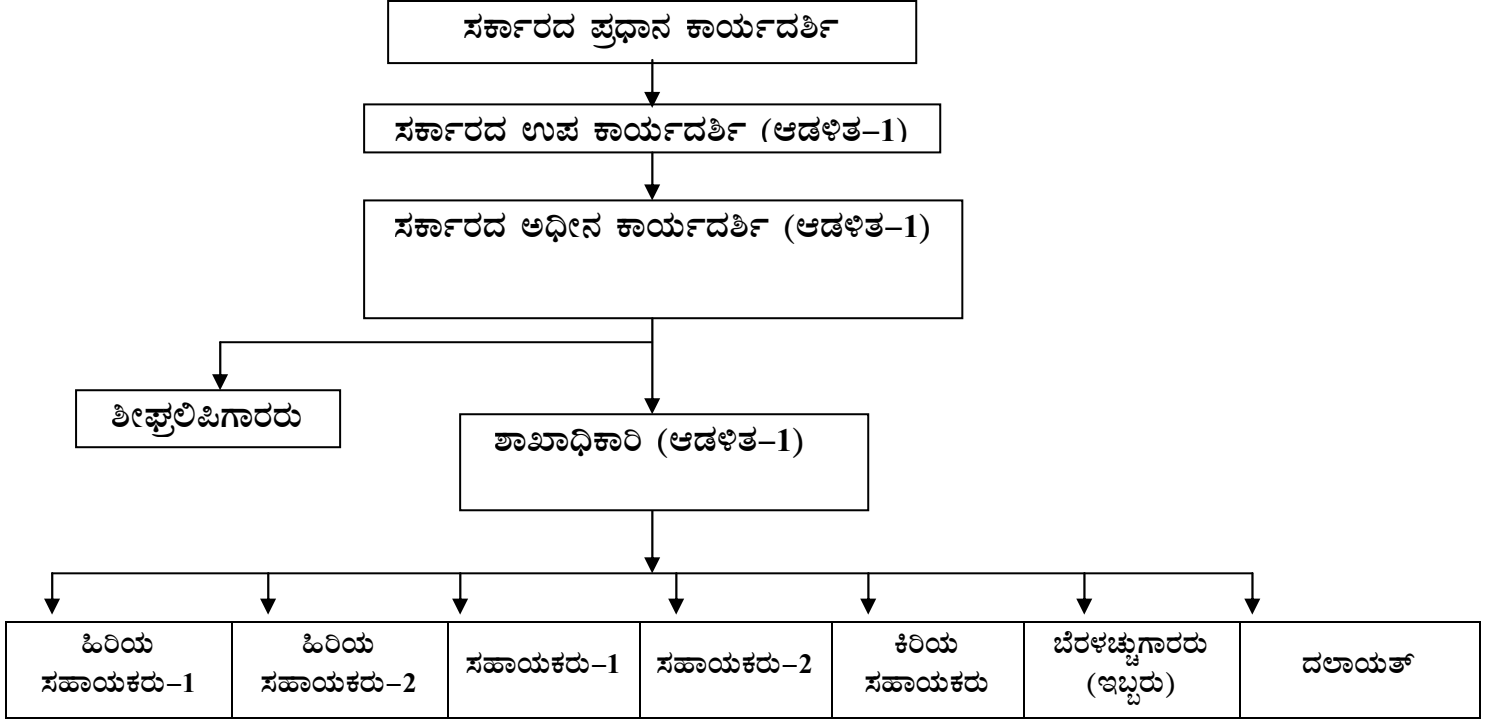 ಸರ್ಕಾರದ ಪ್ರಧಾನ ಕಾರ್ಯದರ್ಶಿ
ಸರ್ಕಾರದ ಉಪ ಕಾರ್ಯದರ್ಶಿ (ಆಡಳಿತ–1)
ಸರ್ಕಾರದ ಅಧೀನ ಕಾರ್ಯದರ್ಶಿ (ಆಡಳಿತ–1)
ಶೀಘ್ರಲಿಪಿಗಾರರು
ಶಾಖಾಧಿಕಾರಿ (ಆಡಳಿತ–1)
ಹಿರಿಯ
ಸಹಾಯಕರು–1
ಹಿರಿಯ
ಸಹಾಯಕರು–2
ಸಹಾಯಕರು–1
ಸಹಾಯಕರು–2
ಕಿರಿಯ
ಸಹಾಯಕರು
ಬೆರಳಚ್ಚುಗಾರರು
(ಇಬ್ಬರು)
ದಲಾಯತ್